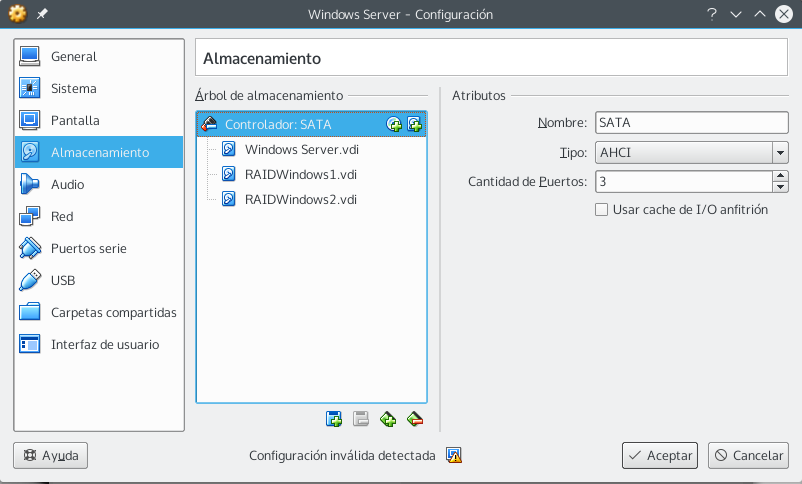 Windows Server - Configuración
General
Sistema
Pantalla
Almacenamiento
Audio
Red
Puertos serie
USB
Carpetas compartidas
Interfaz de usuario
Almacenamiento
Árbol de almacenamiento
Controlador: SATA
Windows Server.vdi
RAIDWindows1.vdi
RAIDWindows2.vdi
Atributos
Nombre: SATA
Tipo: AHCI
Cantidad de Puertos: 3
Usar cache de I/O anfitrión
Ayuda
Configuración inválida detectada
Aceptar
Cancelar